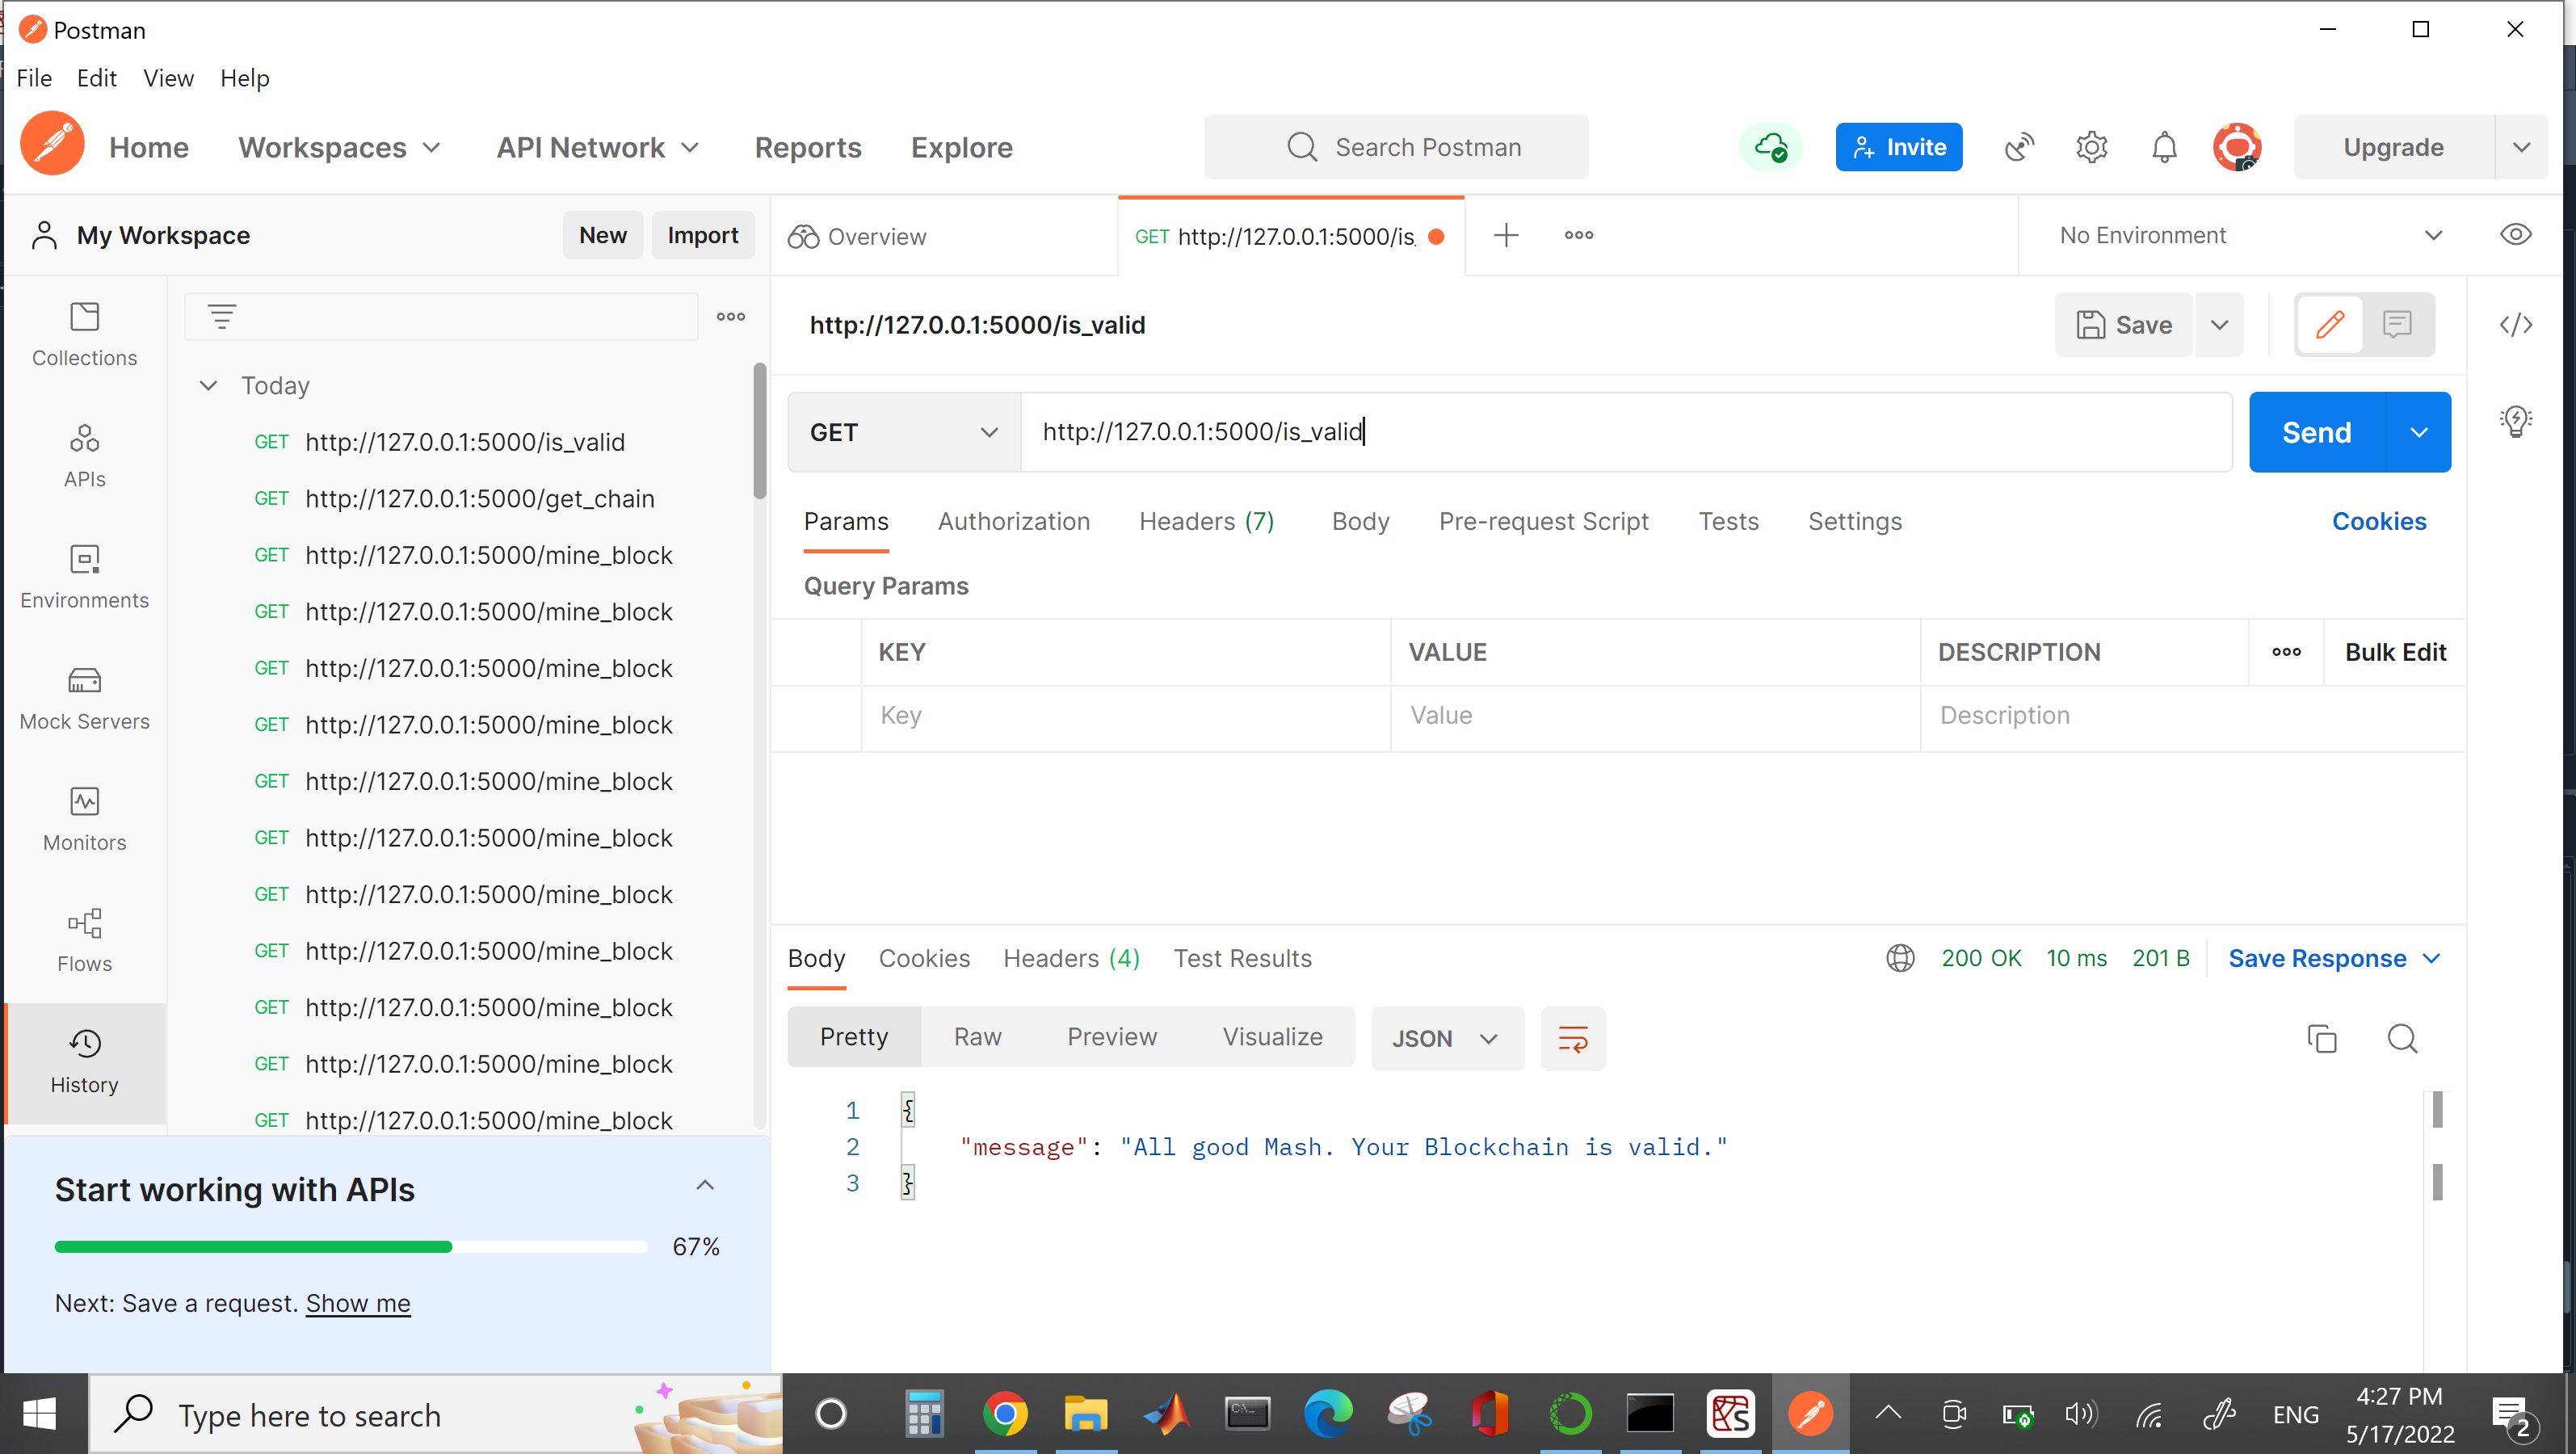 Postman
File Edit View Help
Home Workspaces API Network Reports Explore Search Postman Invite Upgrade
My Workspace New Import Overview GET http://127.0.0.1:5000/is_ No Environment
Collections
APIs
Environments
Mock Servers
Monitors
Flows
History
Today
GET http://127.0.0.1:5000/is_valid
GET http://127.0.0.1:5000/get_chain
GET http://127.0.0.1:5000/mine_block
GET http://127.0.0.1:5000/mine_block
GET http://127.0.0.1:5000/mine_block
GET http://127.0.0.1:5000/mine_block
GET http://127.0.0.1:5000/mine_block
GET http://127.0.0.1:5000/mine_block
GET http://127.0.0.1:5000/mine_block
GET http://127.0.0.1:5000/mine_block
GET http://127.0.0.1:5000/mine_block
GET http://127.0.0.1:5000/mine_block
GET http://127.0.0.1:5000/mine_block
Start working with APIs
67%
Next: Save a request. Show me
http://127.0.0.1:5000/is_valid Save
GET http://127.0.0.1:5000/is_valid Send
Params Authorization Headers (7) Body Pre-request Script Tests Settings Cookies
Query Params
KEY VALUE DESCRIPTION ooo Bulk Edit
Key Value Description
Body Cookies Headers (4) Test Results 200 OK 10 ms 201 B Save Response
Pretty Raw Preview Visualize JSON
1 {
2 "message": "All good Mash. Your Blockchain is valid."
3 }
Type here to search ENG 4:27 PM
5/17/2022 2